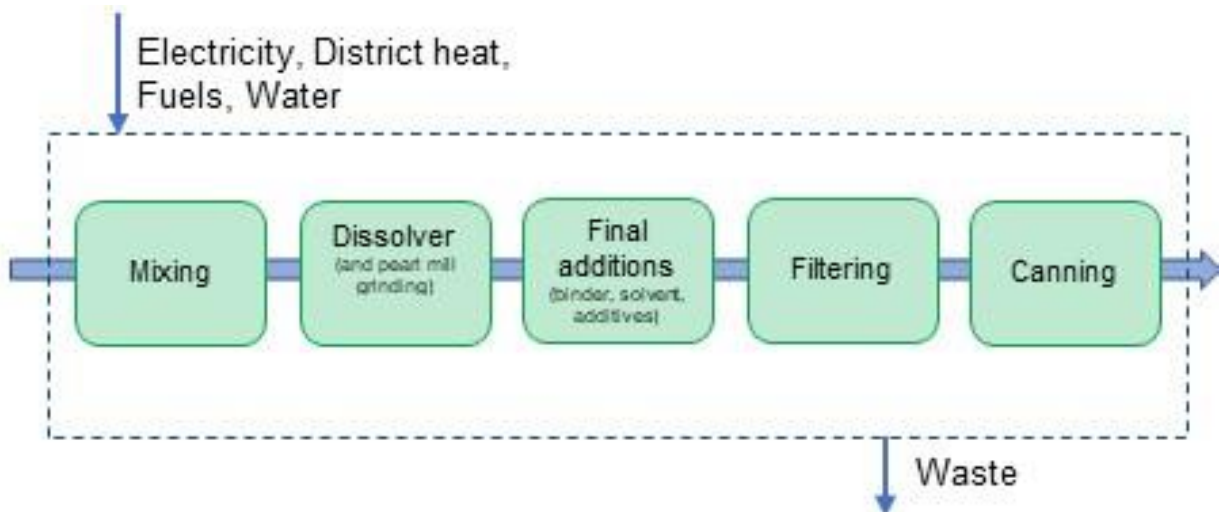 Electricity, District heat,
Fuels, Water
Mixing
Dissolver
(and pearl mill
grinding)
Final
additions
(binder, solvent,
additives)
Filtering
Canning
Waste